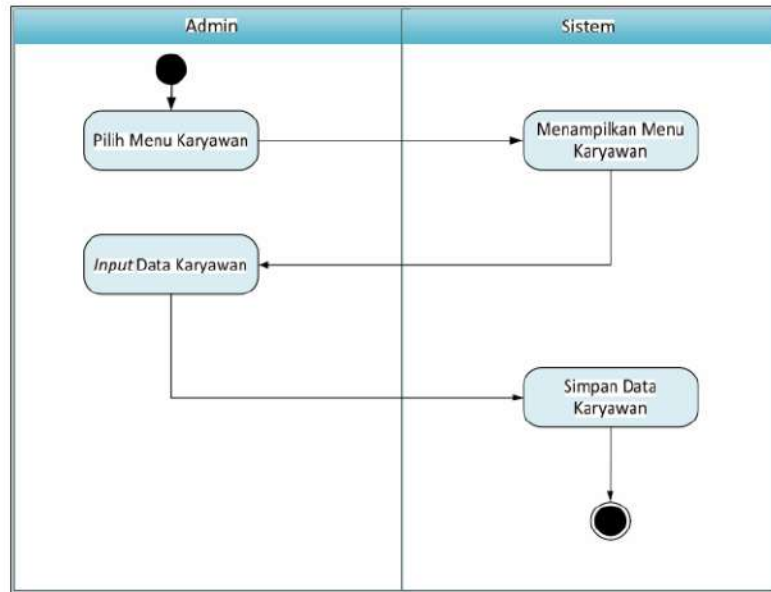 Admin
Sistem
Pilih Menu Karyawan
Menampilkan Menu
Karyawan
Input Data Karyawan
Simpan Data
Karyawan